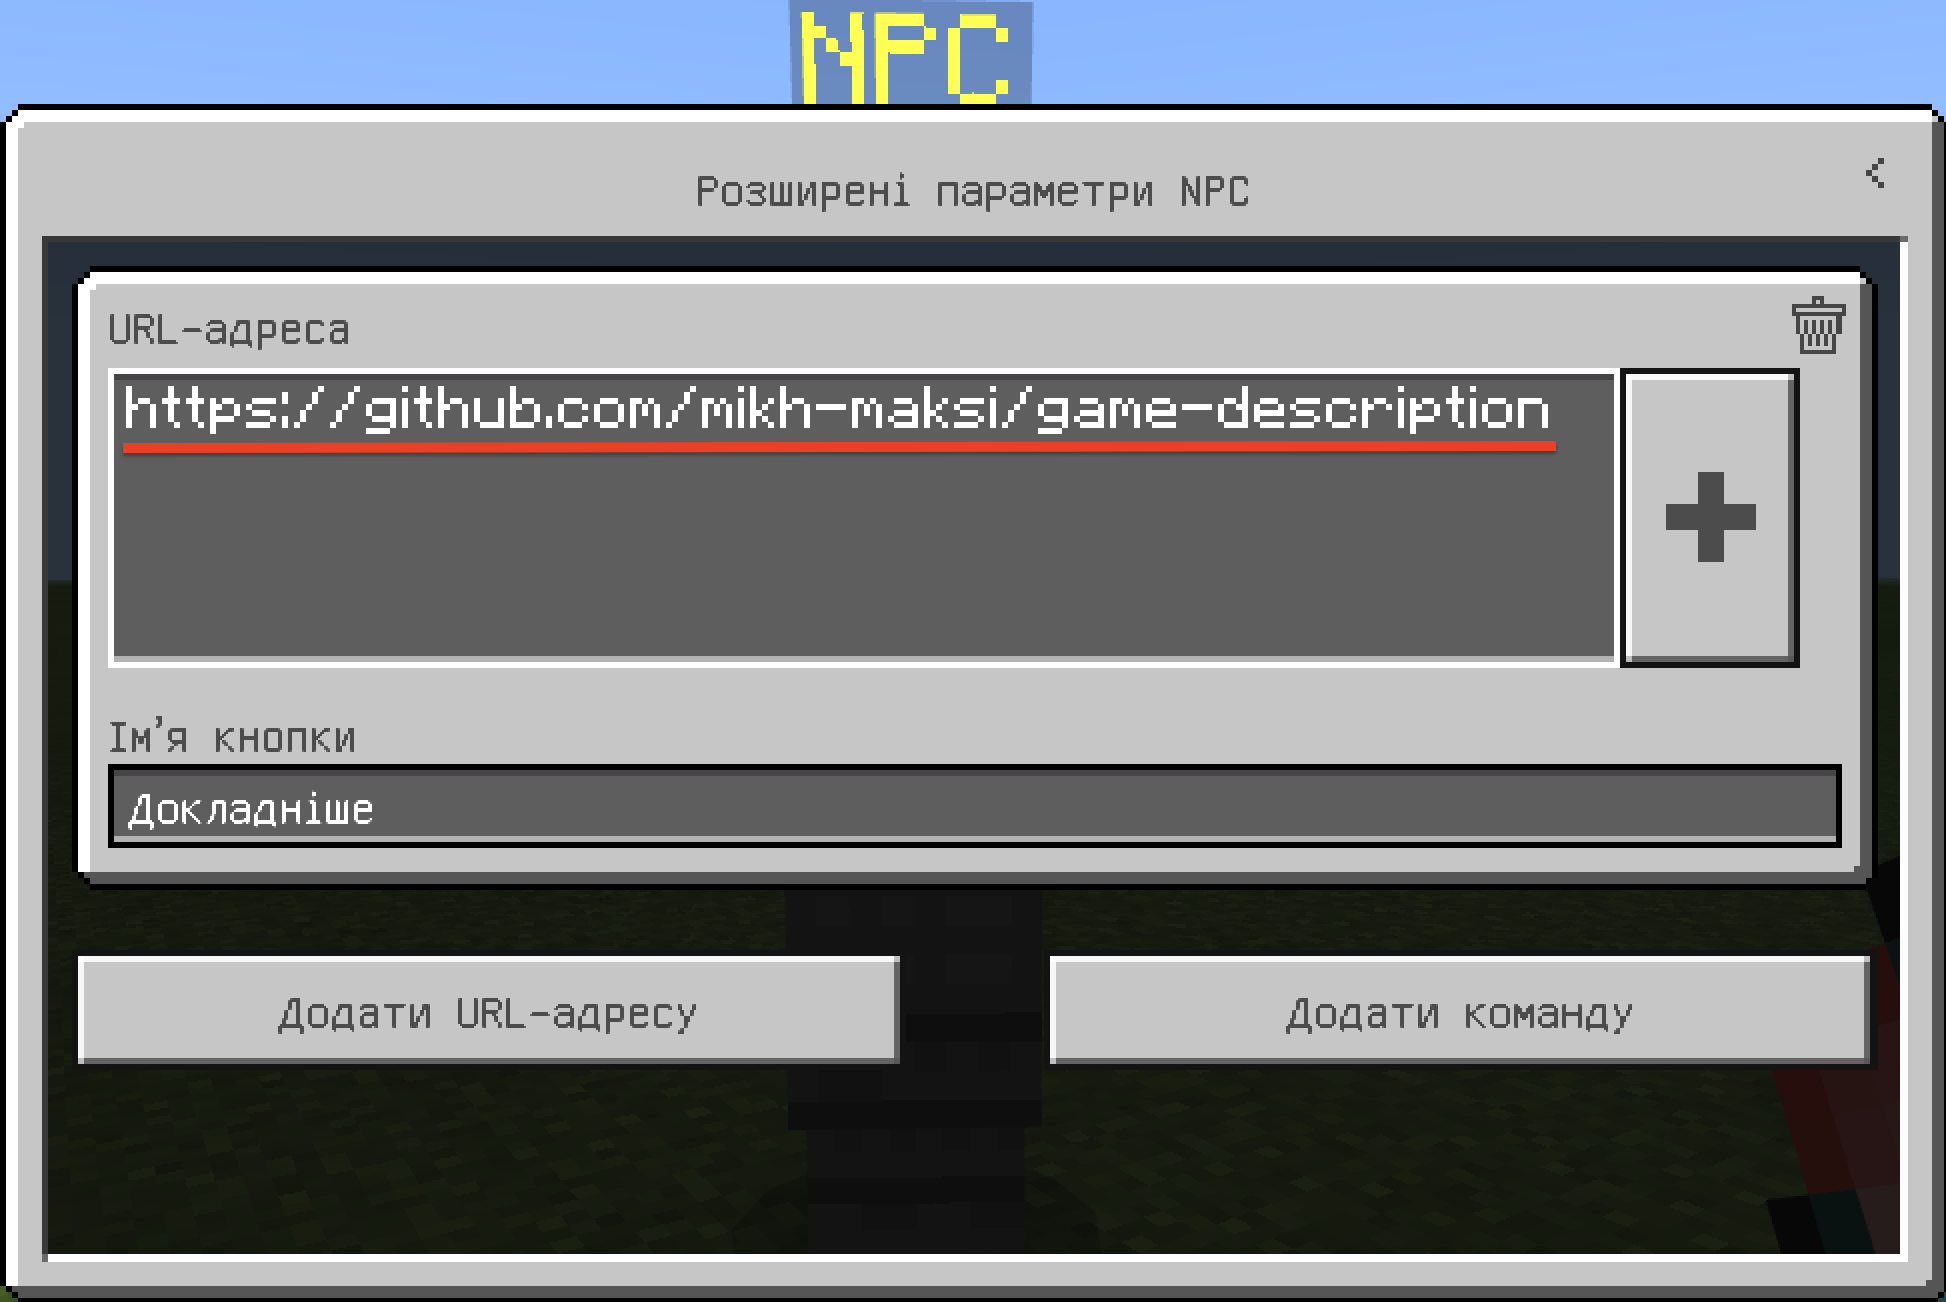 NPC
Розширені параметри NPC
URL-адреса
https://github.com/mikh-maksi/game-description
Ім'я кнопки
Докладніше
Додати URL-адресу
Додати команду